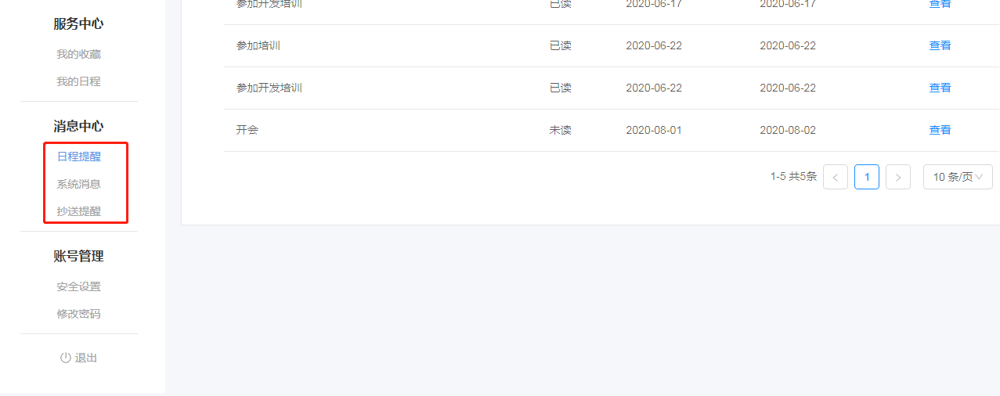 服务中心
我的收藏
我的日程
消息中心
日程提醒
系统消息
抄送提醒
账号管理
安全设置
修改密码
退出
参加开发培训 已读 2020-06-17 2020-06-17 查看
参加培训 已读 2020-06-22 2020-06-22 查看
参加开发培训 已读 2020-06-22 2020-06-22 查看
开会 未读 2020-08-01 2020-08-02 查看
1-5 共5条 < 1 > 10 条/页